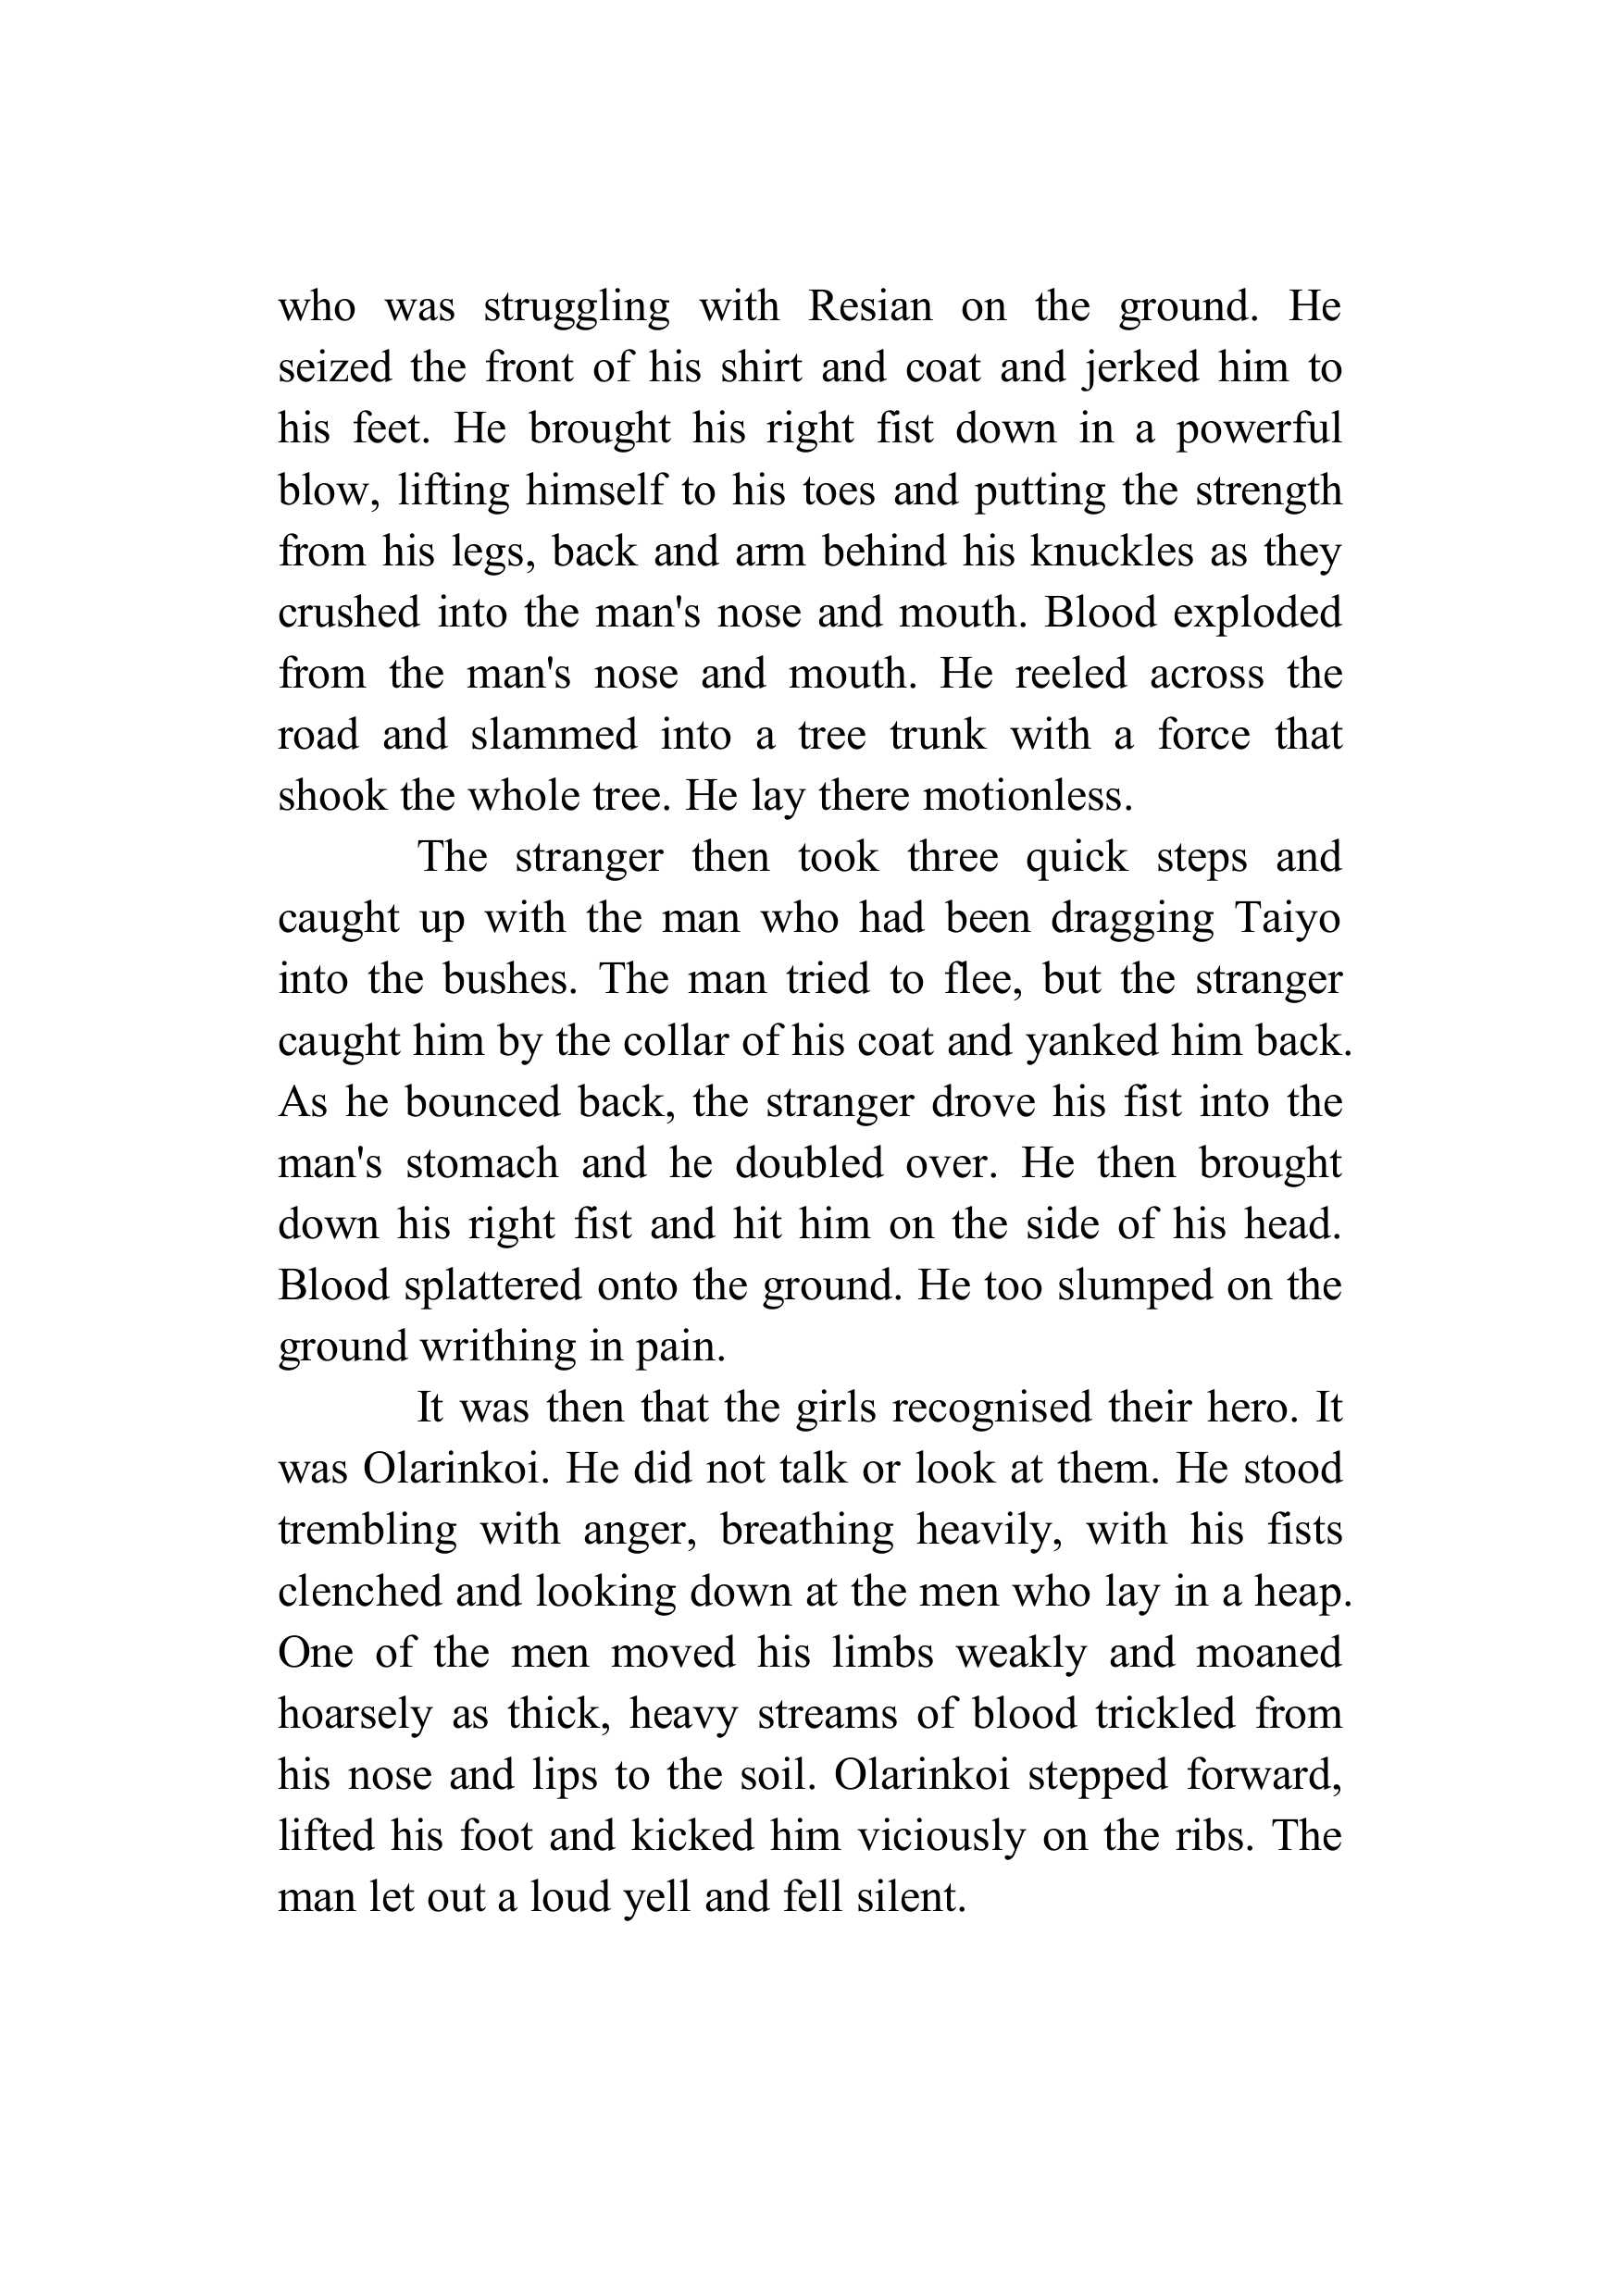 who was struggling with Resian on the ground. He
seized the front of his shirt and coat and jerked him to
his feet. He brought his right fist down in a powerful
blow, lifting himself to his toes and putting the strength
from his legs, back and arm behind his knuckles as they
crushed into the man's nose and mouth. Blood exploded
from the man's nose and mouth. He reeled across the
road and slammed into a tree trunk with a force that
shook the whole tree. He lay there motionless.
The stranger then took three quick steps and
caught up with the man who had been dragging Taiyo
into the bushes. The man tried to flee, but the stranger
caught him by the collar of his coat and yanked him back.
As he bounced back, the stranger drove his fist into the
man's stomach and he doubled over. He then brought
down his right fist and hit him on the side of his head.
Blood splattered onto the ground. He too slumped on the
ground writhing in pain.
It was then that the girls recognised their hero. It
was Olarinkoi. He did not talk or look at them. He stood
trembling with anger, breathing heavily, with his fists
clenched and looking down at the men who lay in a heap.
One of the men moved his limbs weakly and moaned
hoarsely as thick, heavy streams of blood trickled from
his nose and lips to the soil. Olarinkoi stepped forward,
lifted his foot and kicked him viciously on the ribs. The
man let out a loud yell and fell silent.